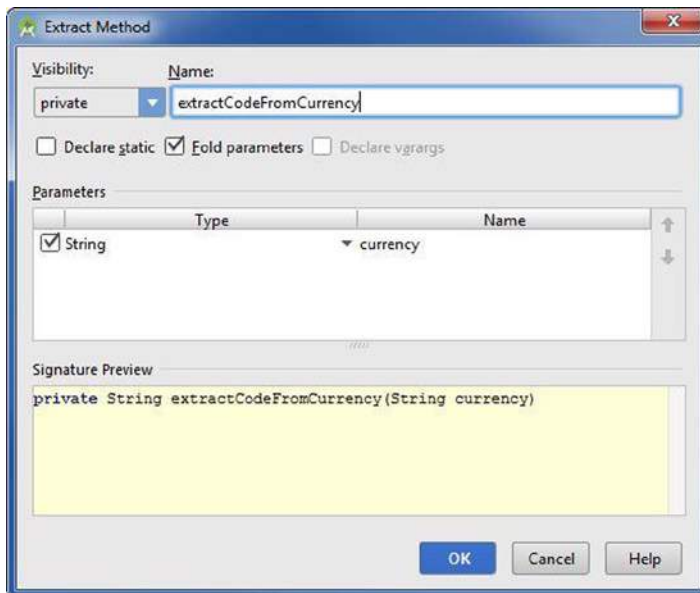 Extract Method
Visibility: Name:
private extractCodeFromCurrency
Declare static Fold parameters Declare varargs
Parameters
Type Name
String currency
Signature Preview
private String extractCodeFromCurrency(String currency)
OK Cancel Help